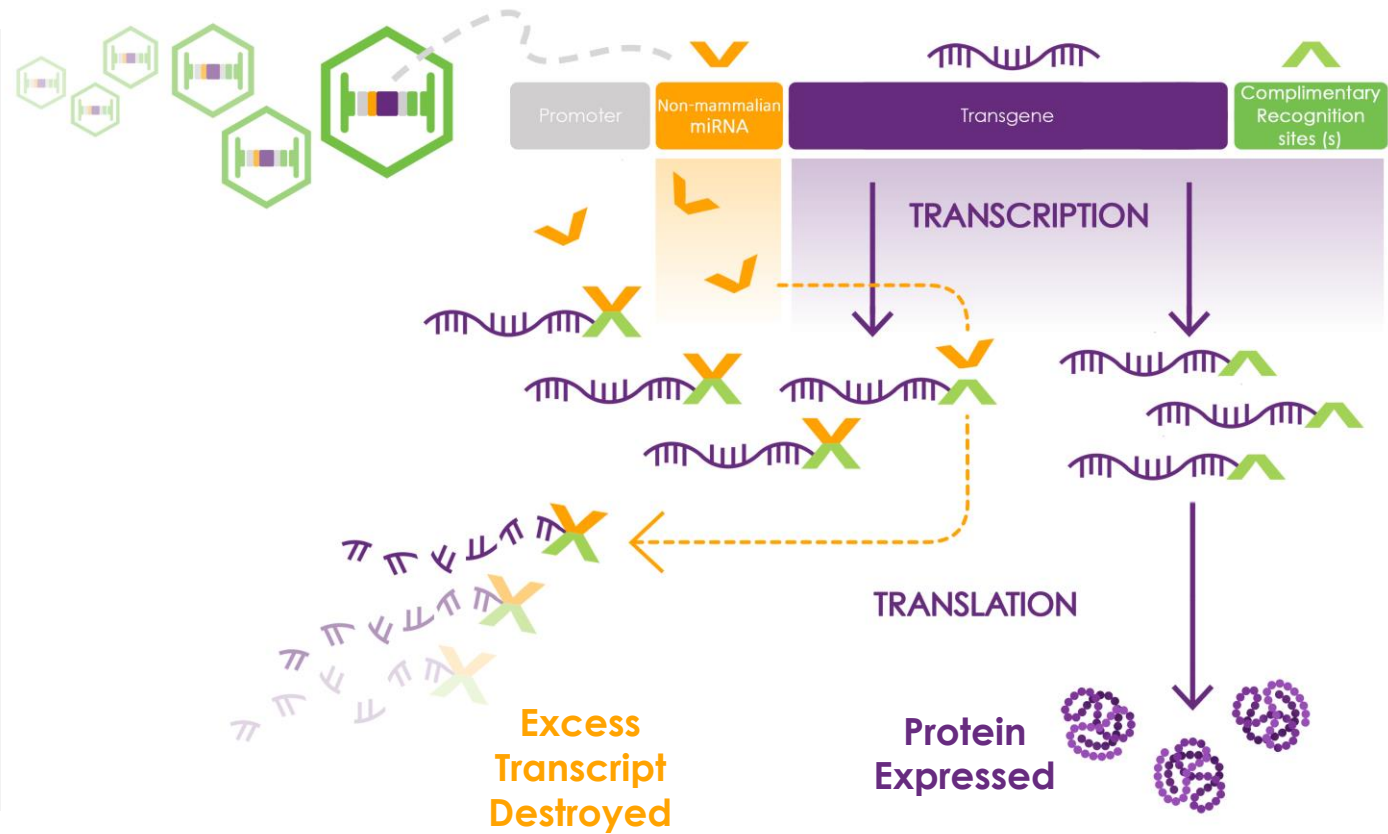 Promoter
Non-mammalian
miRNA
Transgene
Complimentary
Recognition
sites (s)
TRANSCRIPTION
TRANSLATION
Excess
Transcript
Destroyed
Protein
Expressed